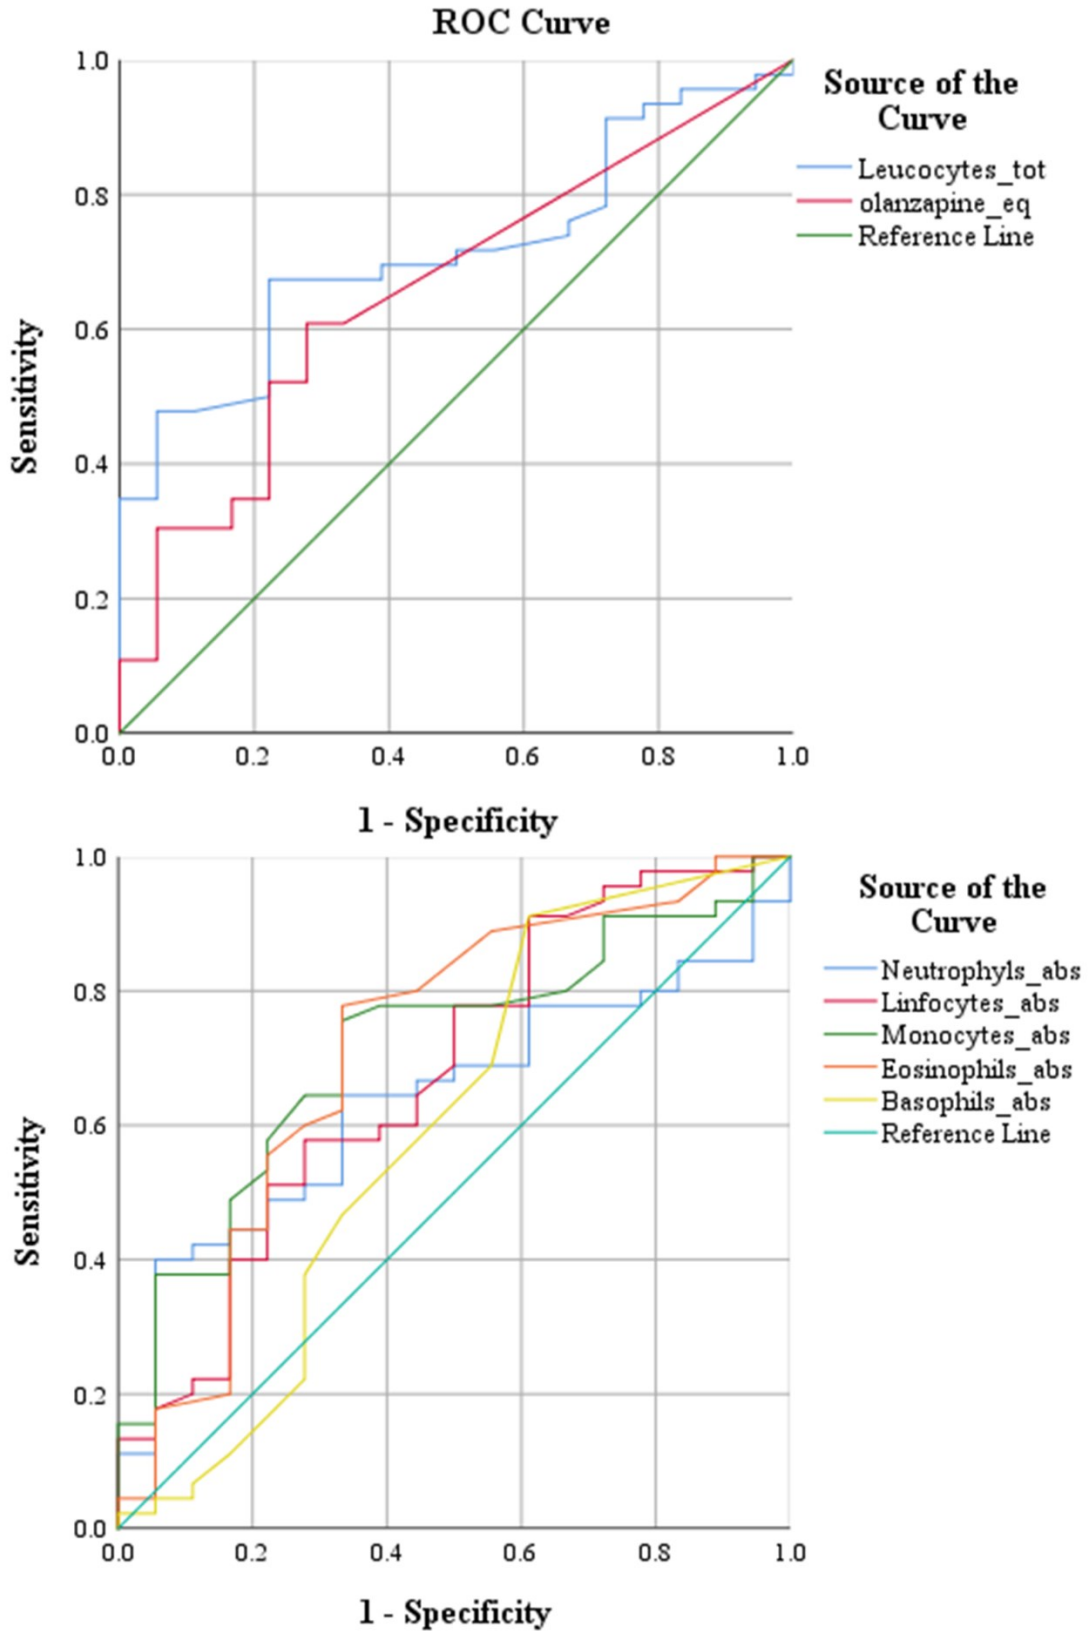 ROC Curve
1.0
0.8
0.6
0.4
0.2
0.0
Sensitivity
0.0 0.2 0.4 0.6 0.8 1.0
1 - Specificity
Source of the
Curve
Leucocytes_tot
olanzapine_eq
Reference Line
1.0
0.8
0.6
0.4
0.2
0.0
Sensitivity
0.0 0.2 0.4 0.6 0.8 1.0
1 - Specificity
Source of the
Curve
Neutrophyls_abs
Linfocytes_abs
Monocytes_abs
Eosinophils_abs
Basophils_abs
Reference Line